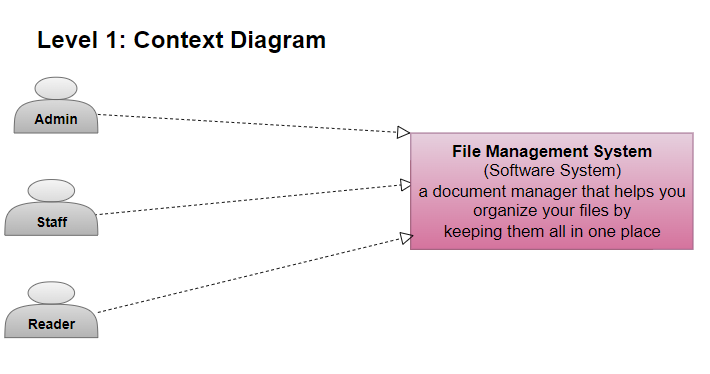 Level 1: Context Diagram
Admin
File Management System
(Software System)
a document manager that helps you
organize your files by
keeping them all in one place
Staff
Reader